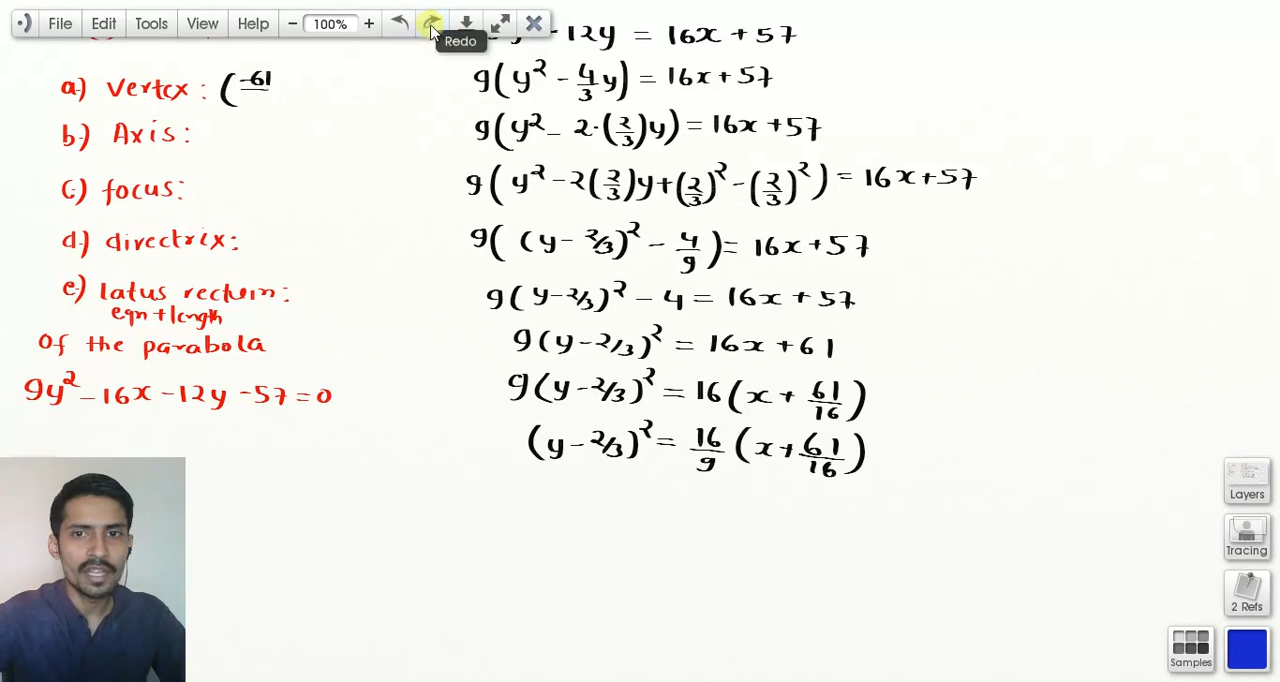 File Edit Tools View Help − 100% +
Redo
a) Vertex : (-61
b) Axis:
c) focus:
d) directrix:
e) latus rectum:
eqn + length
Of the parabola
9y² - 16x - 12y - 57 = 0
- 12y = 16x + 57
9(y² - 4/3 y) = 16x + 57
9(y² - 2·(2/3)y) = 16x + 57
9(y² - 2(2/3)y + (2/3)² - (2/3)²) = 16x + 57
9((y - 2/3)² - 4/9) = 16x + 57
9(y - 2/3)² - 4 = 16x + 57
9(y - 2/3)² = 16x + 61
9(y - 2/3)² = 16(x + 61/16)
(y - 2/3)² = 16/9 (x + 61/16)
Layers
Tracing
2 Refs
Samples